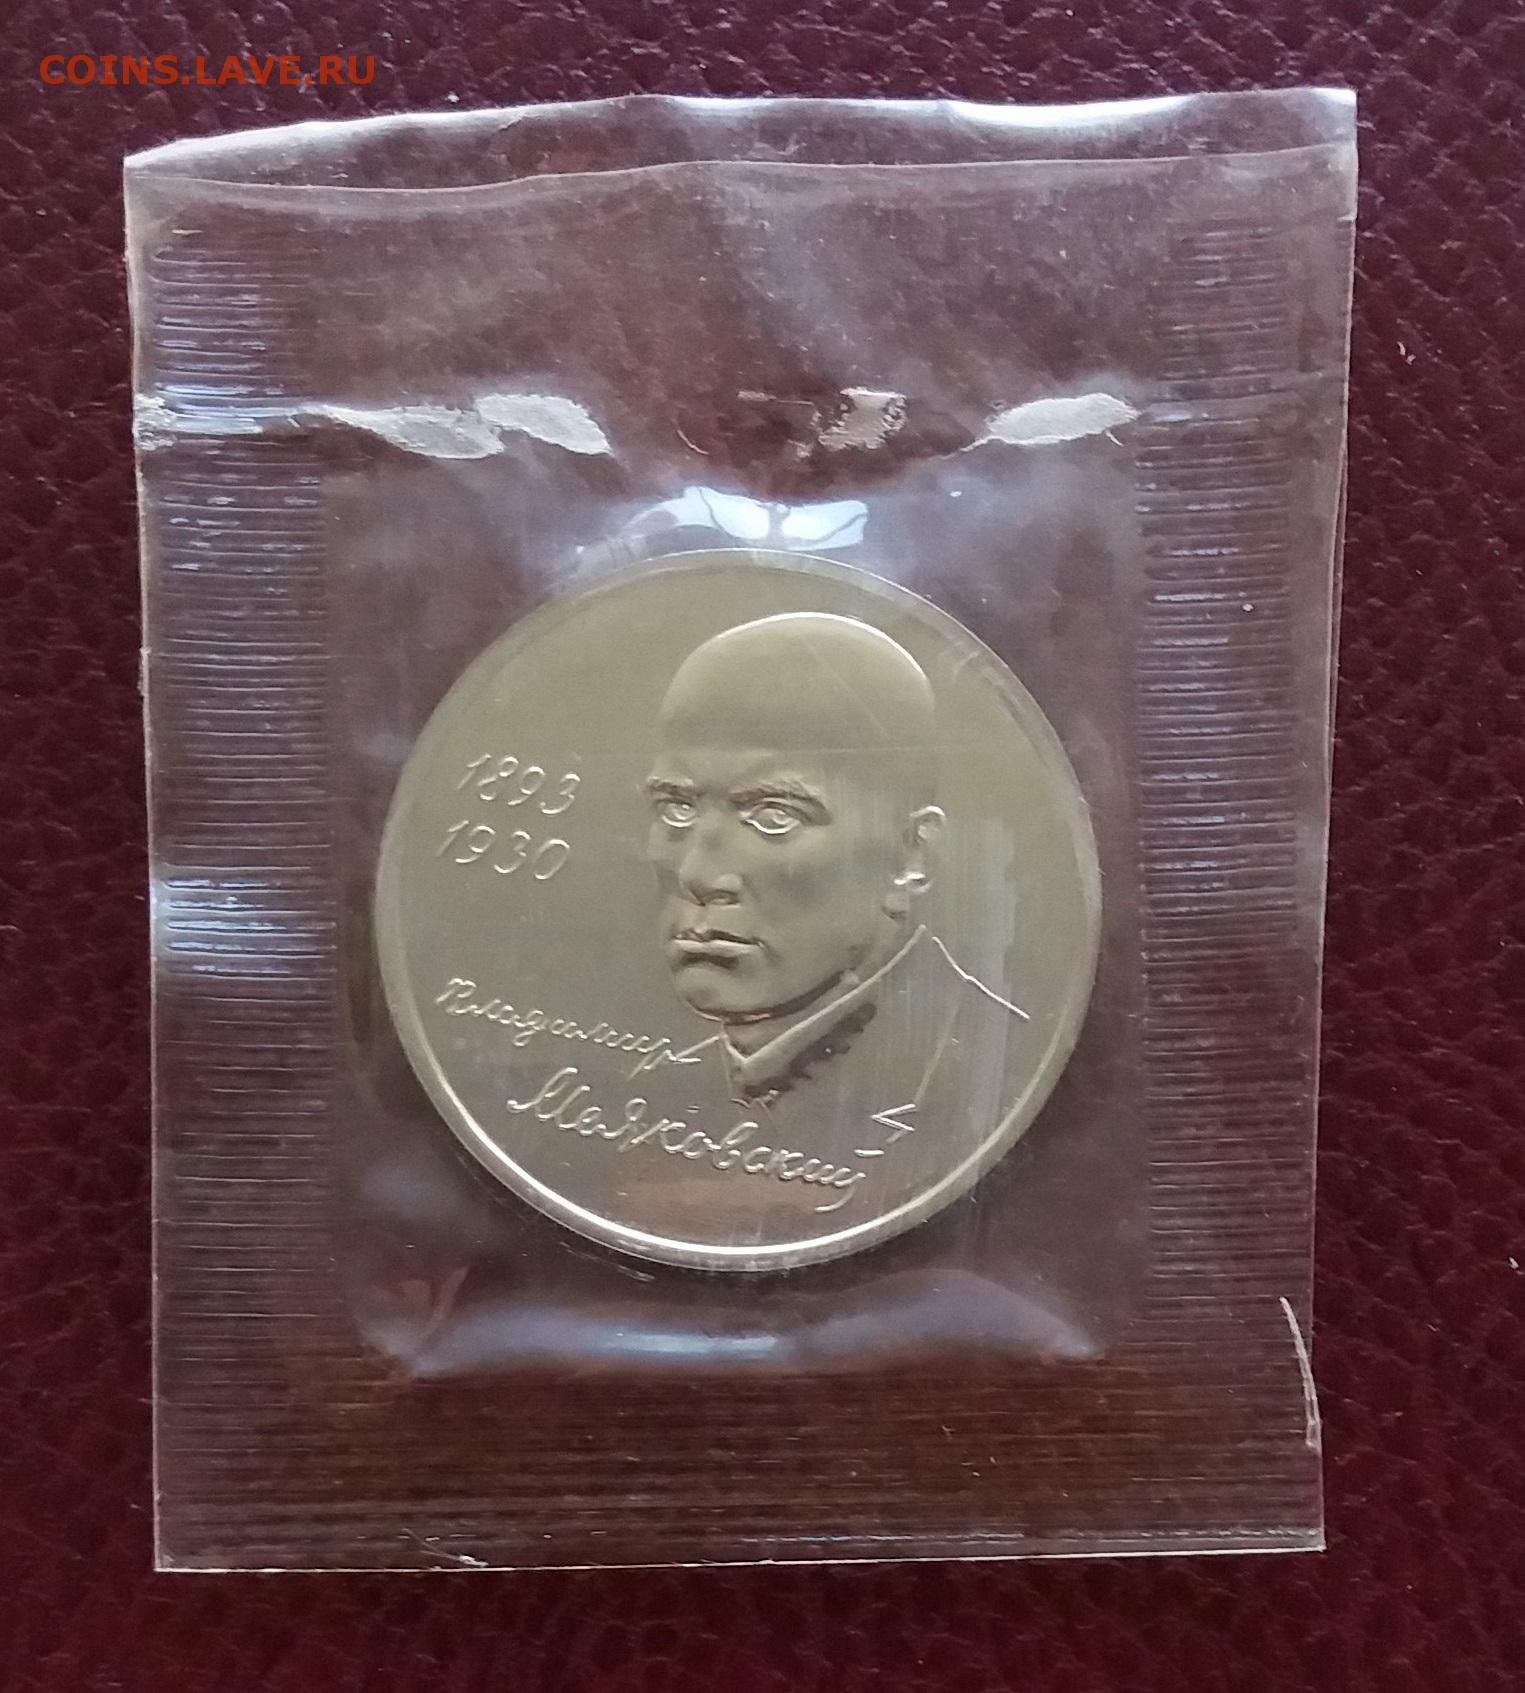 COINS.LAVE.RU
1893
1930
Владимир
Маяковский